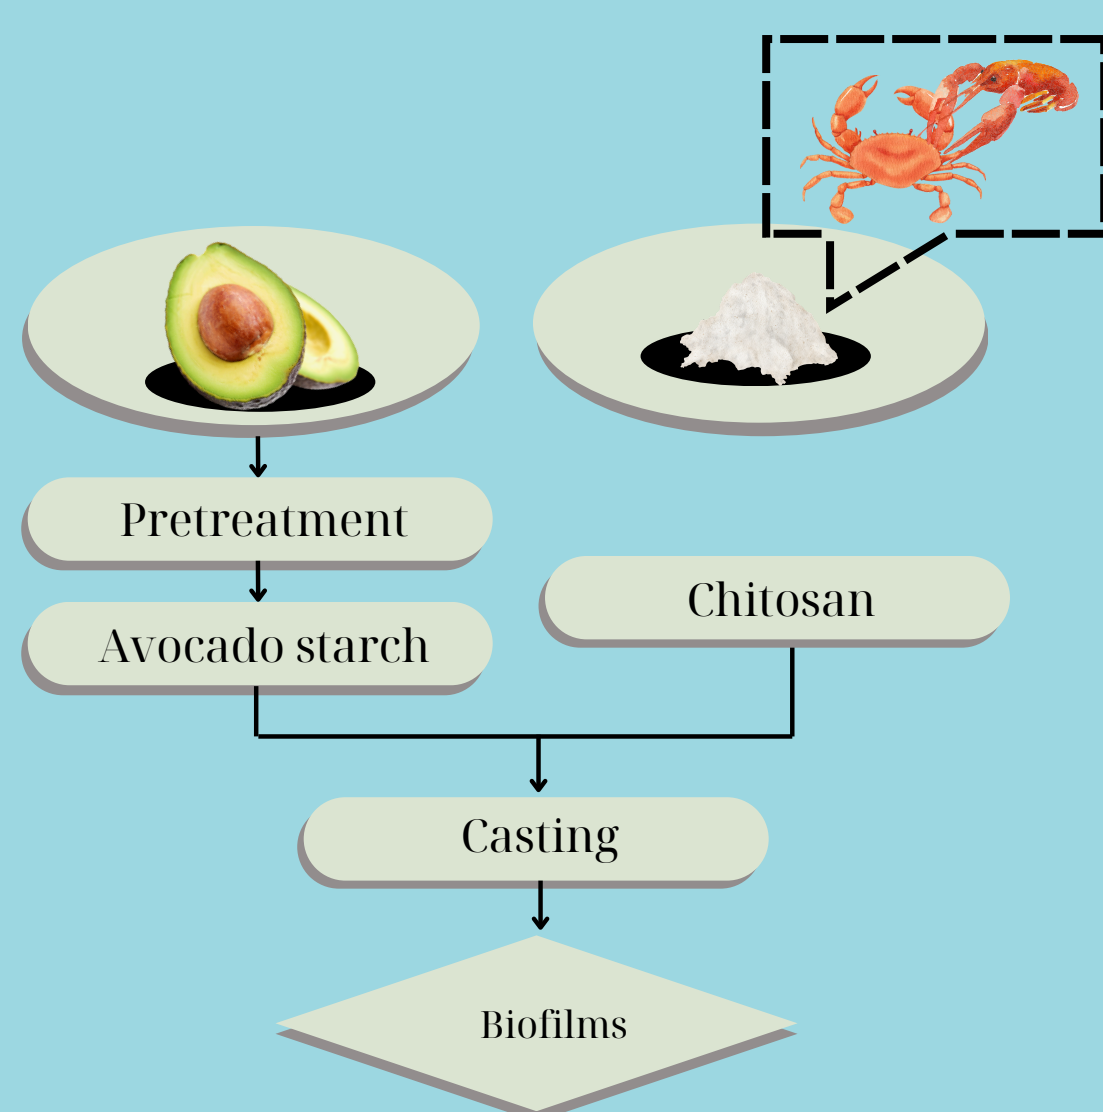 Pretreatment
Avocado starch
Chitosan
Casting
Biofilms